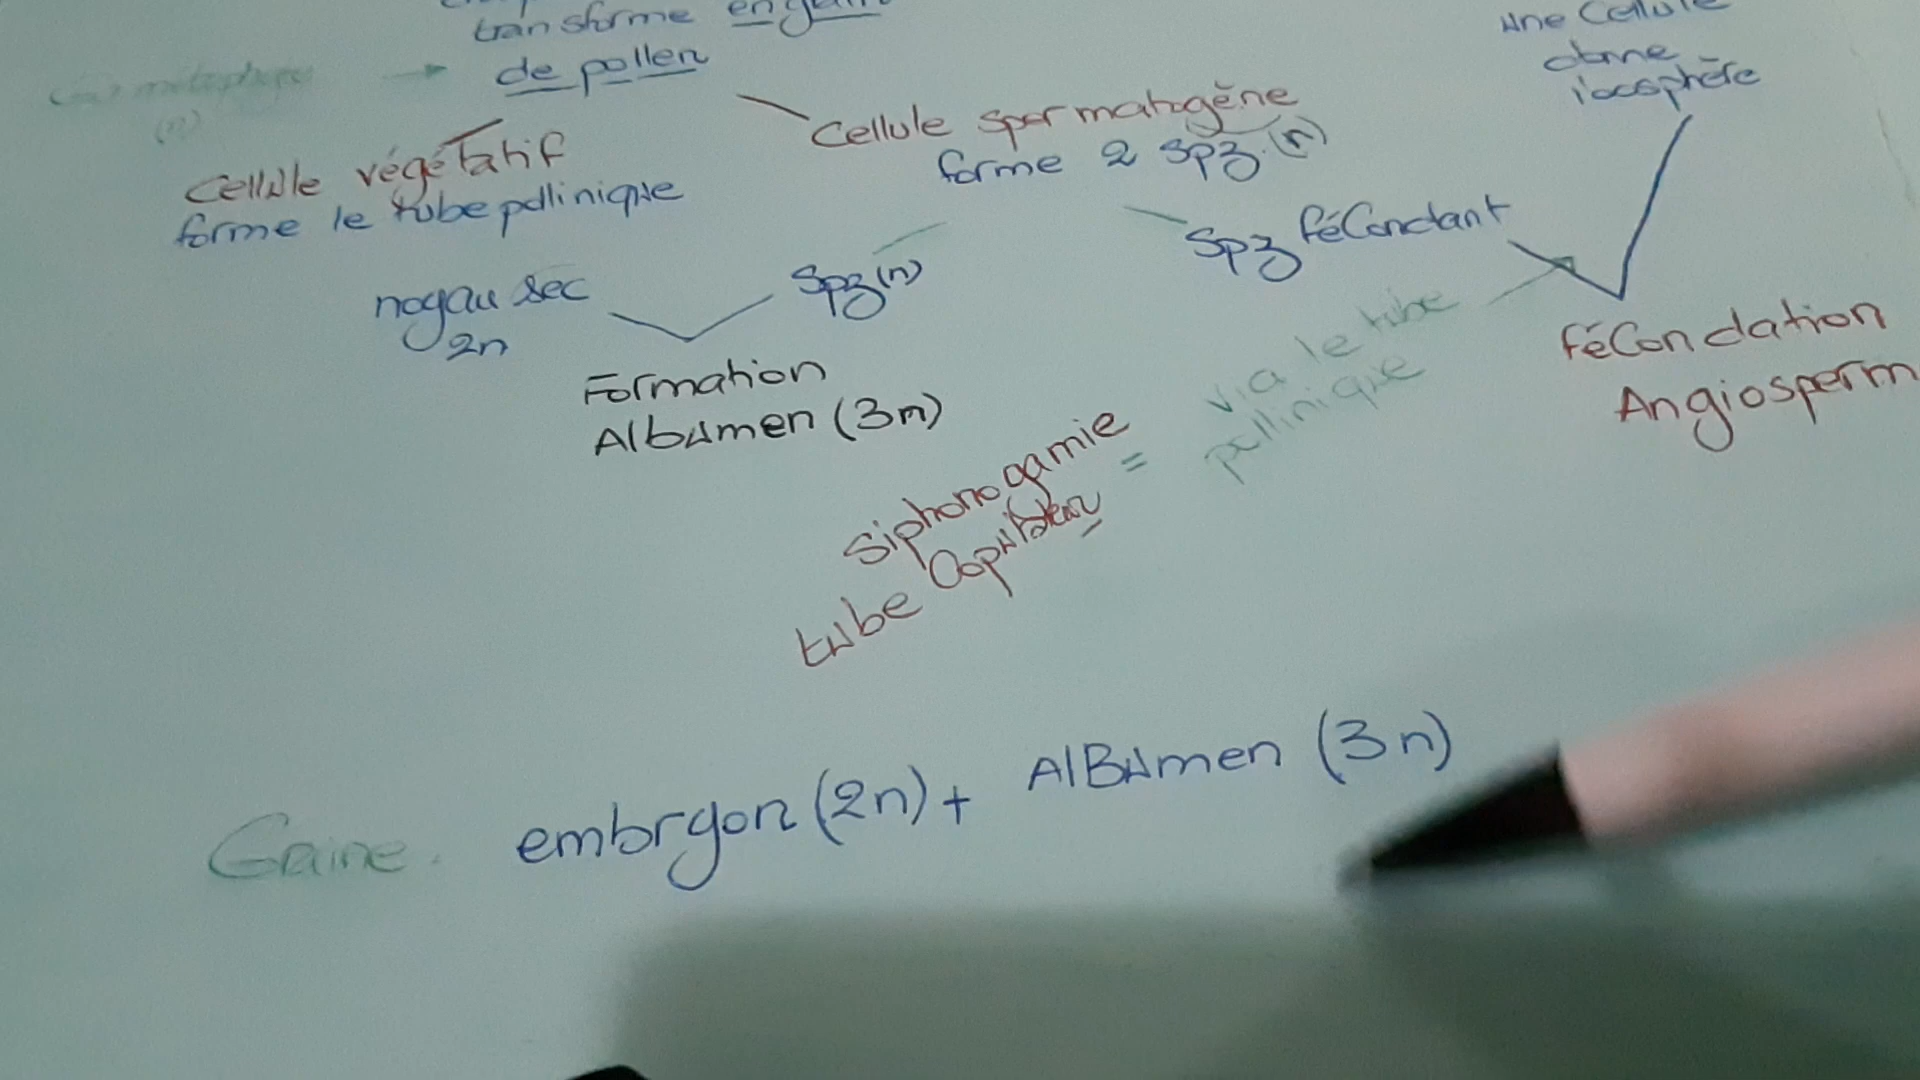 transforme en
de pollen
(n)
une cellule
donne
l'oosphère
Cellule végétatif
forme le tube pollinique
Cellule spermatogène
forme 2 Spz (n)
noyau sec
2n
Spz (n)
Spz féCondant
Formation
Albumen (3n)
féCondation
Angiosperm
siphonogamie =
via le tube
pollinique
tube
Graine.
embryon (2n) + AlBumen (3n)